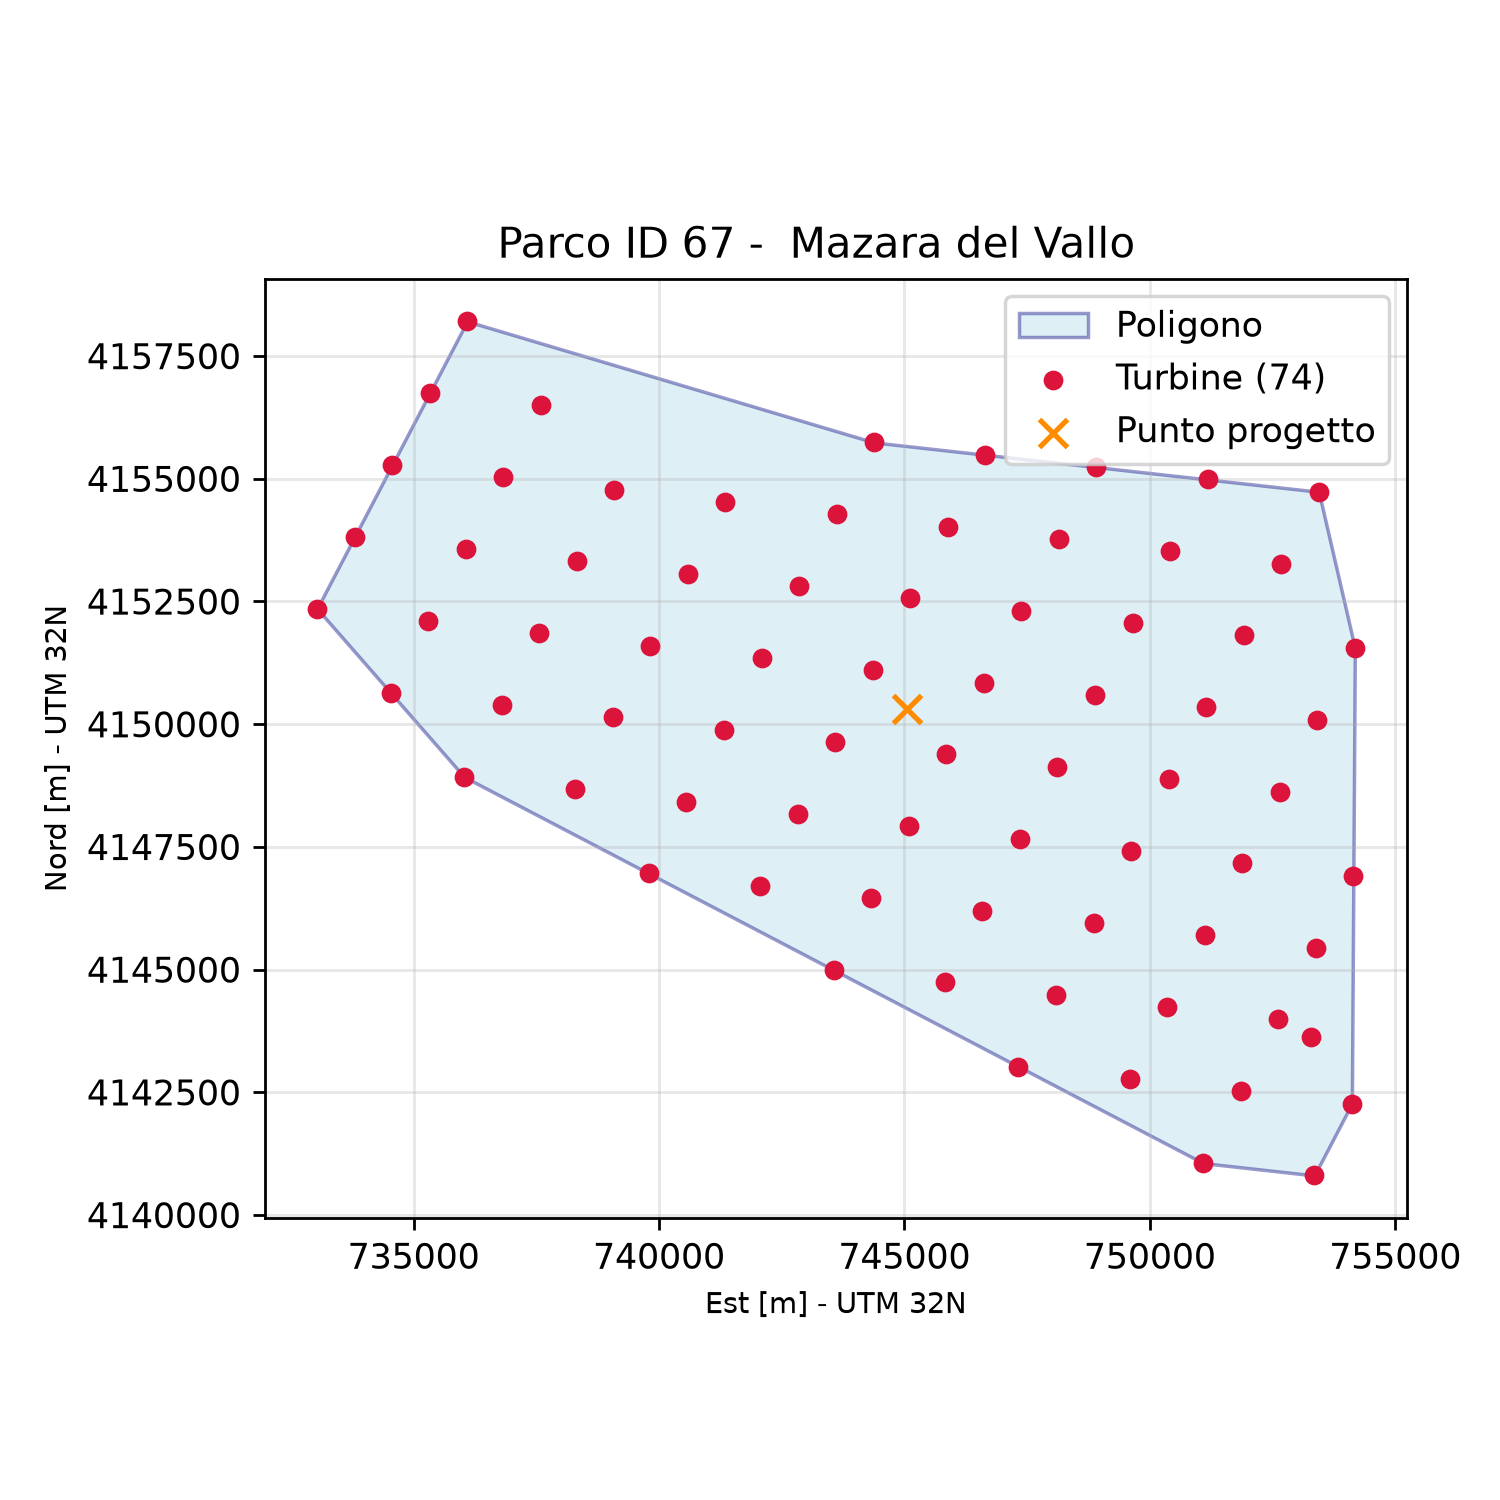 Parco ID 67 -  Mazara del Vallo
Poligono
Turbine (74)
Punto progetto
4157500
4155000
4152500
4150000
4147500
4145000
4142500
4140000
Nord [m] - UTM 32N
735000 740000 745000 750000 755000
Est [m] - UTM 32N